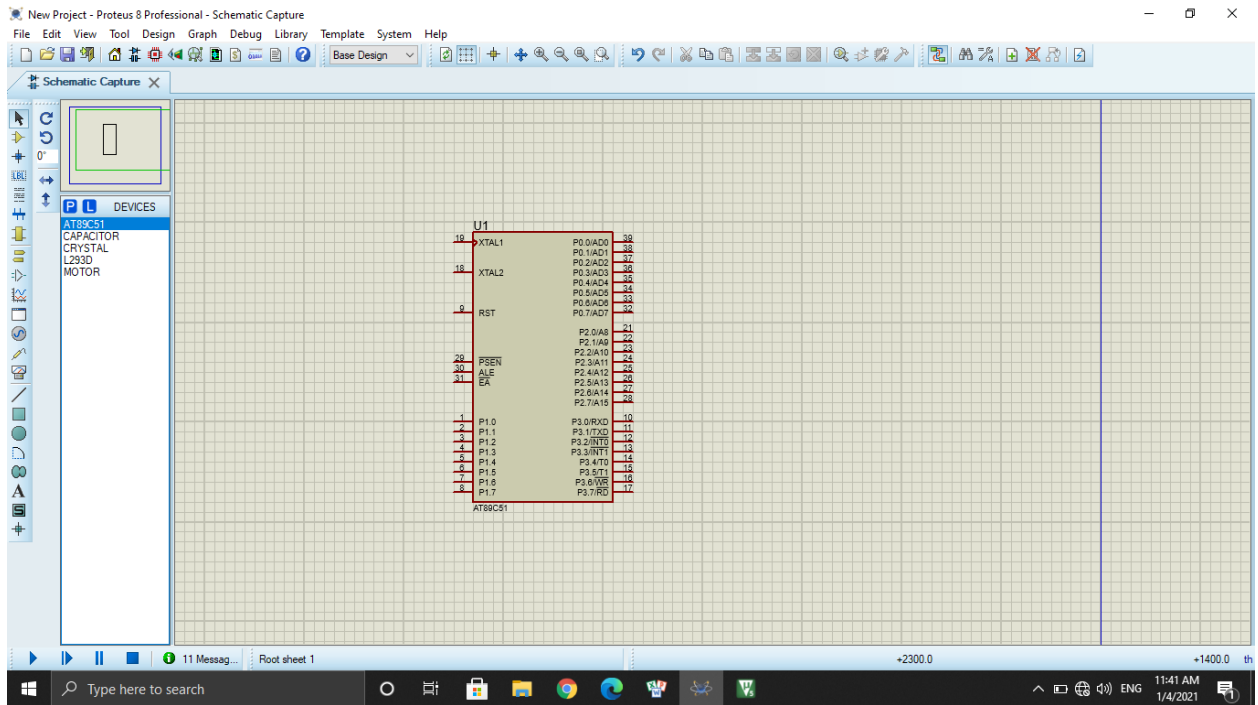 New Project - Proteus 8 Professional - Schematic Capture
File Edit View Tool Design Graph Debug Library Template System Help
Base Design
Schematic Capture
0°
LBL
P L DEVICES
AT89C51
CAPACITOR
CRYSTAL
L293D
MOTOR
A
S
U1
19 XTAL1
18 XTAL2
9 RST
29 PSEN
30 ALE
31 EA
1 P1.0
2 P1.1
3 P1.2
4 P1.3
5 P1.4
6 P1.5
7 P1.6
8 P1.7
P0.0/AD0 39
P0.1/AD1 38
P0.2/AD2 37
P0.3/AD3 36
P0.4/AD4 35
P0.5/AD5 34
P0.6/AD6 33
P0.7/AD7 32
P2.0/A8 21
P2.1/A9 22
P2.2/A10 23
P2.3/A11 24
P2.4/A12 25
P2.5/A13 26
P2.6/A14 27
P2.7/A15 28
P3.0/RXD 10
P3.1/TXD 11
P3.2/INT0 12
P3.3/INT1 13
P3.4/T0 14
P3.5/T1 15
P3.6/WR 16
P3.7/RD 17
AT89C51
11 Messag... Root sheet 1 +2300.0 +1400.0 th
Type here to search
ENG
11:41 AM
1/4/2021
1